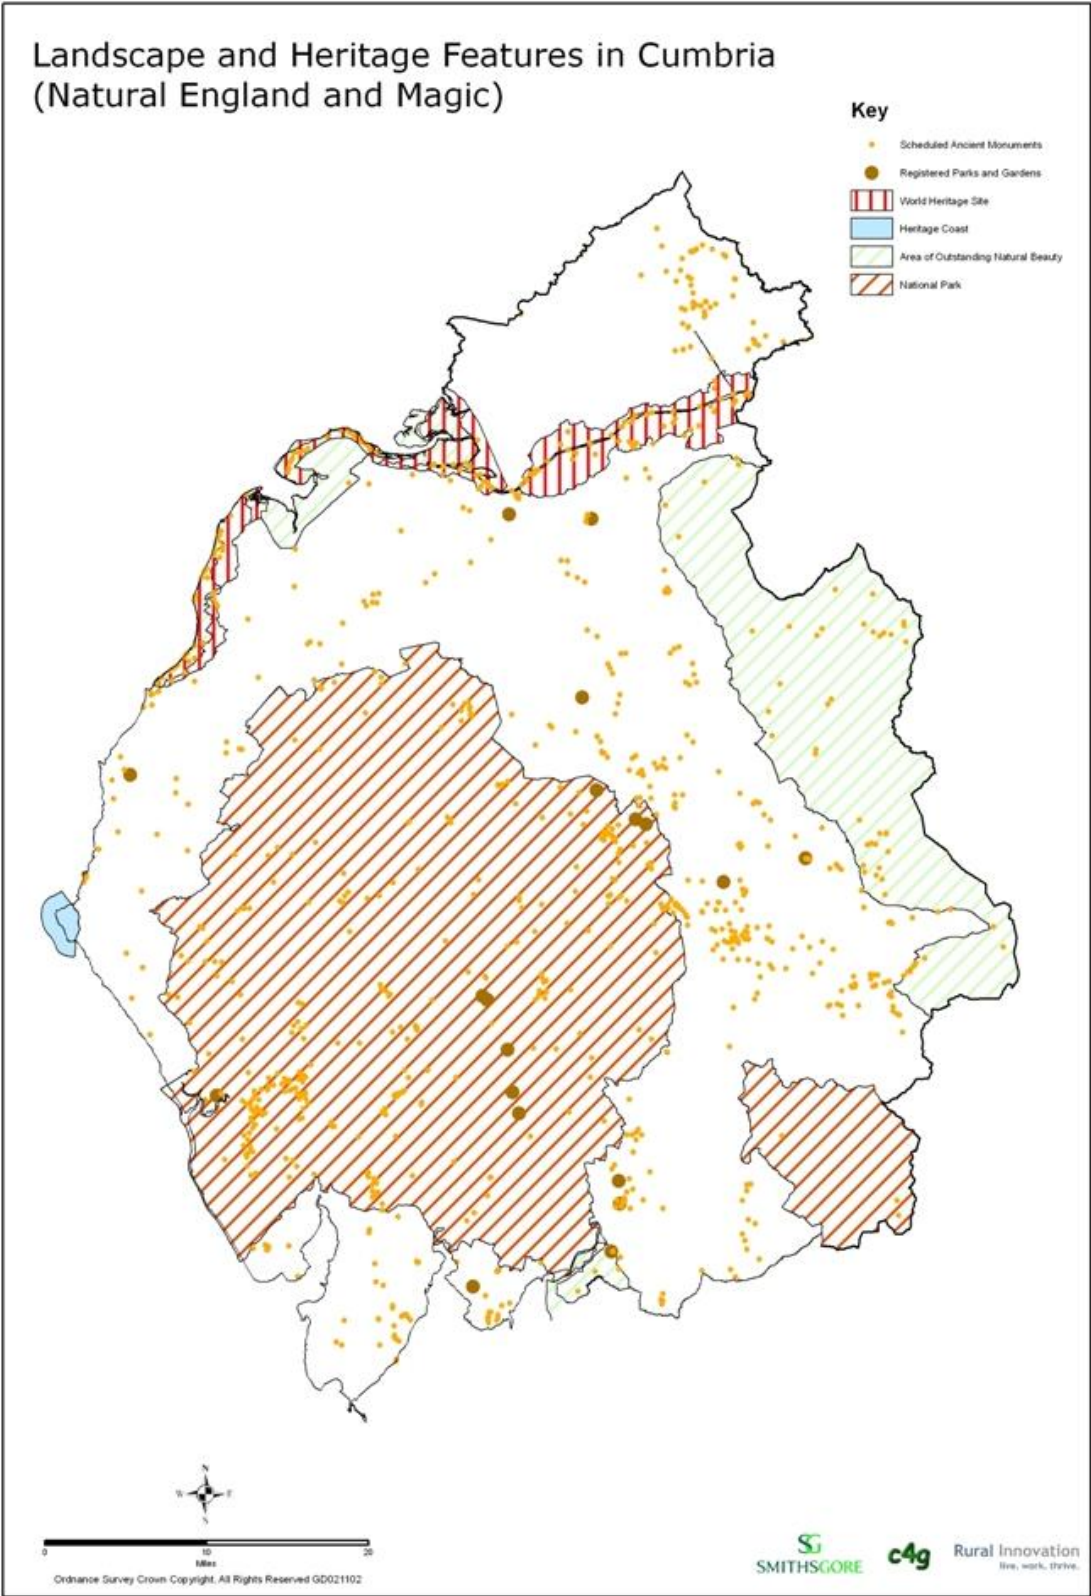 Landscape and Heritage Features in Cumbria
(Natural England and Magic)
Key
Scheduled Ancient Monuments
Registered Parks and Gardens
World Heritage Site
Heritage Coast
Area of Outstanding Natural Beauty
National Park
N
W E
S
0 10 20
Miles
Ordnance Survey Crown Copyright. All Rights Reserved GD021102
SG
SMITHSGORE
c4g
Rural Innovation
live. work. thrive.